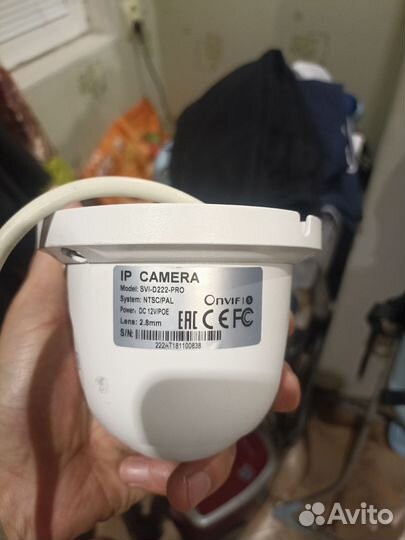 IP CAMERA
Model: SVI-D222-PRO
System: NTSC/PAL
Power: DC 12V/POE
Lens: 2.8mm
S/N:
222AT181100838
Onvif S
EAC CE FC
Avito